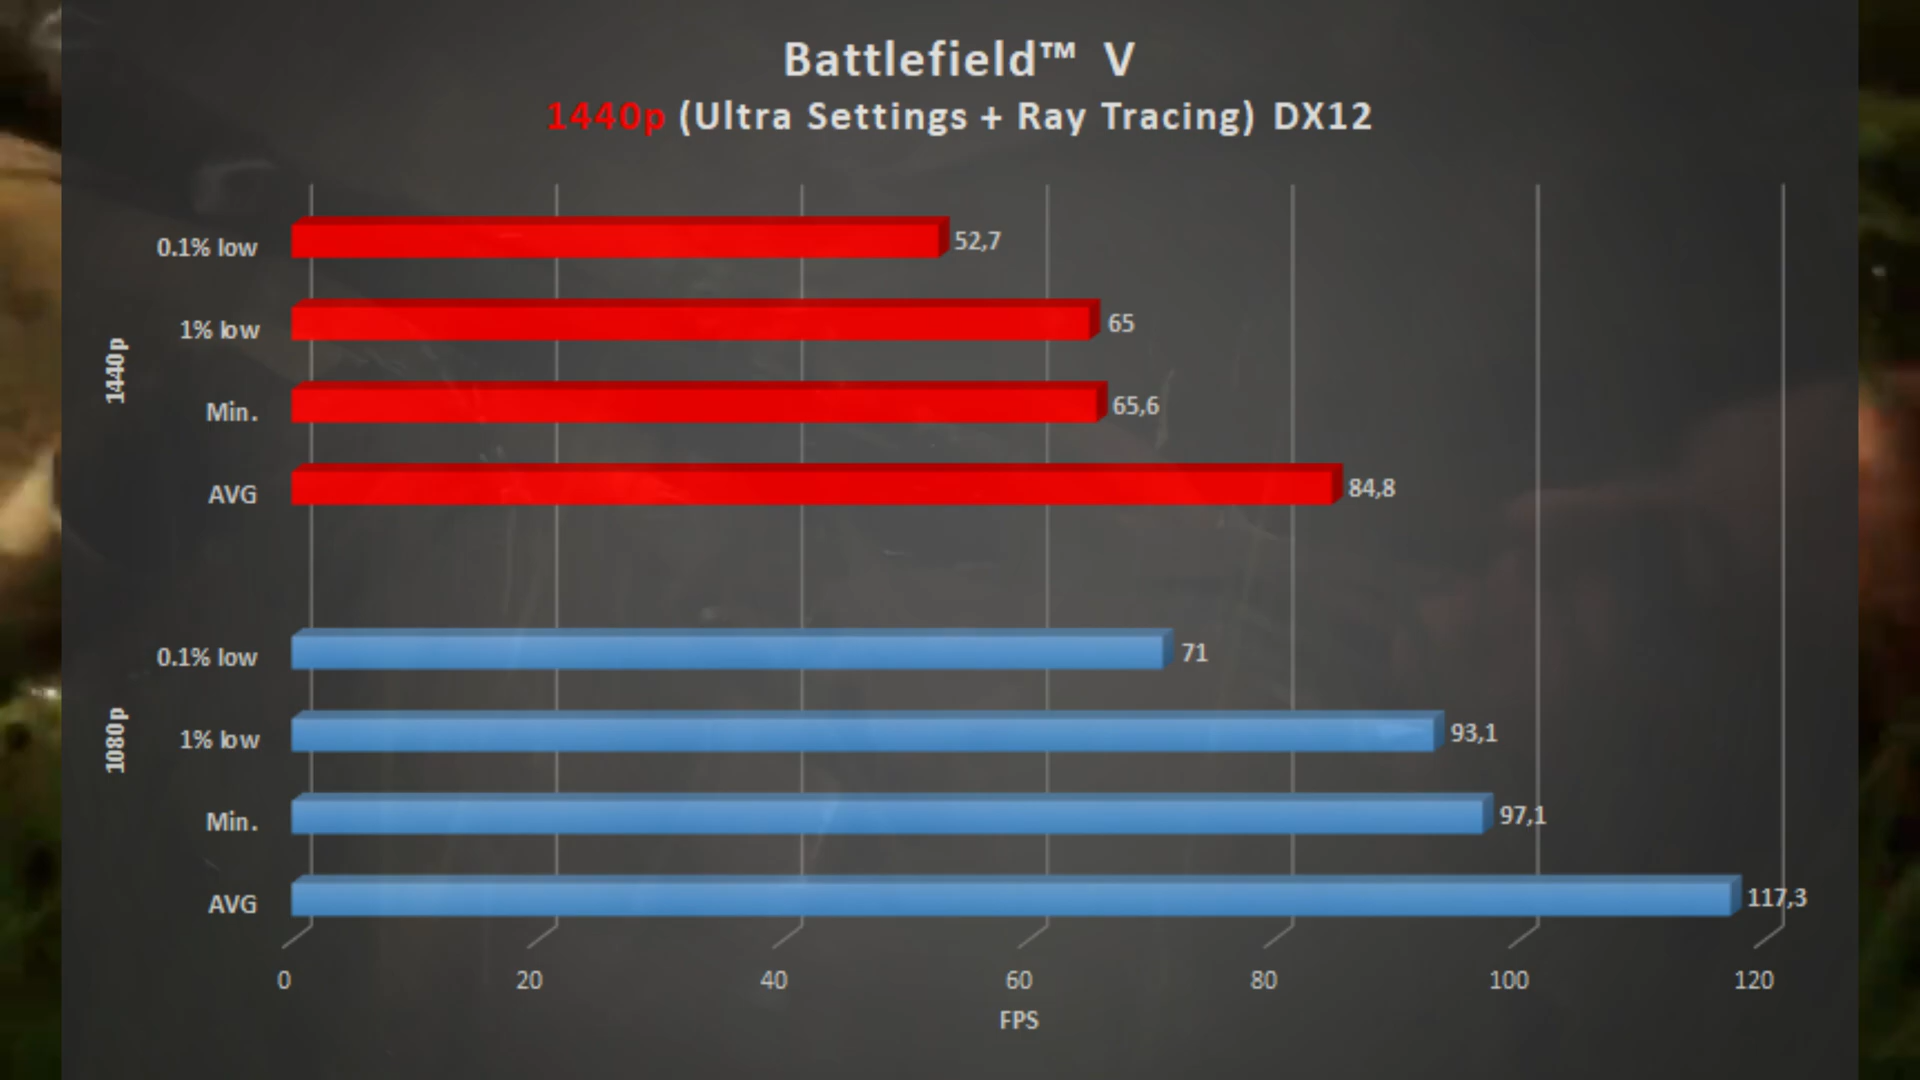 Battlefield™ V
1440p (Ultra Settings + Ray Tracing) DX12
1440p
0.1% low 52,7
1% low 65
Min. 65,6
AVG 84,8
1080p
0.1% low 71
1% low 93,1
Min. 97,1
AVG 117,3
0 20 40 60 80 100 120
FPS